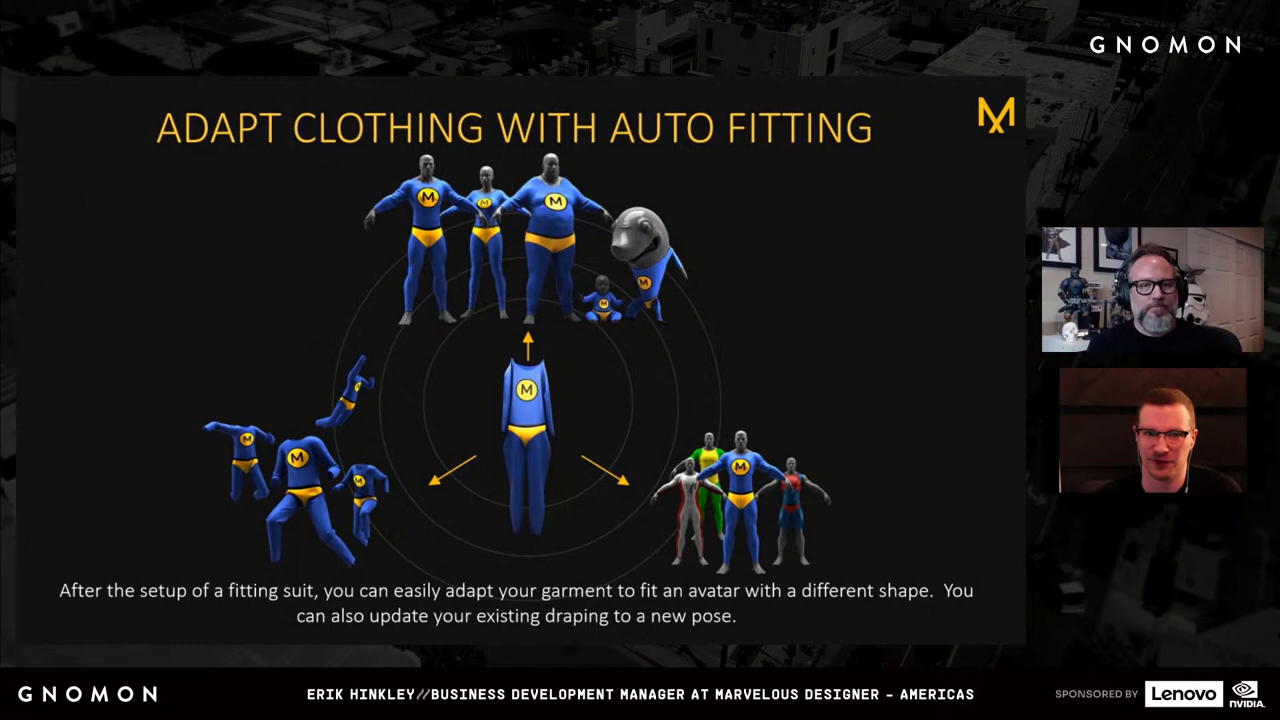 GNOMON
ADAPT CLOTHING WITH AUTO FITTING
M
M
M
M
M
M
M
M
M
M
M
M
After the setup of a fitting suit, you can easily adapt your garment to fit an avatar with a different shape. You
can also update your existing draping to a new pose.
GNOMON
ERIK HINKLEY//BUSINESS DEVELOPMENT MANAGER AT MARVELOUS DESIGNER - AMERICAS
SPONSORED BY
Lenovo
NVIDIA.